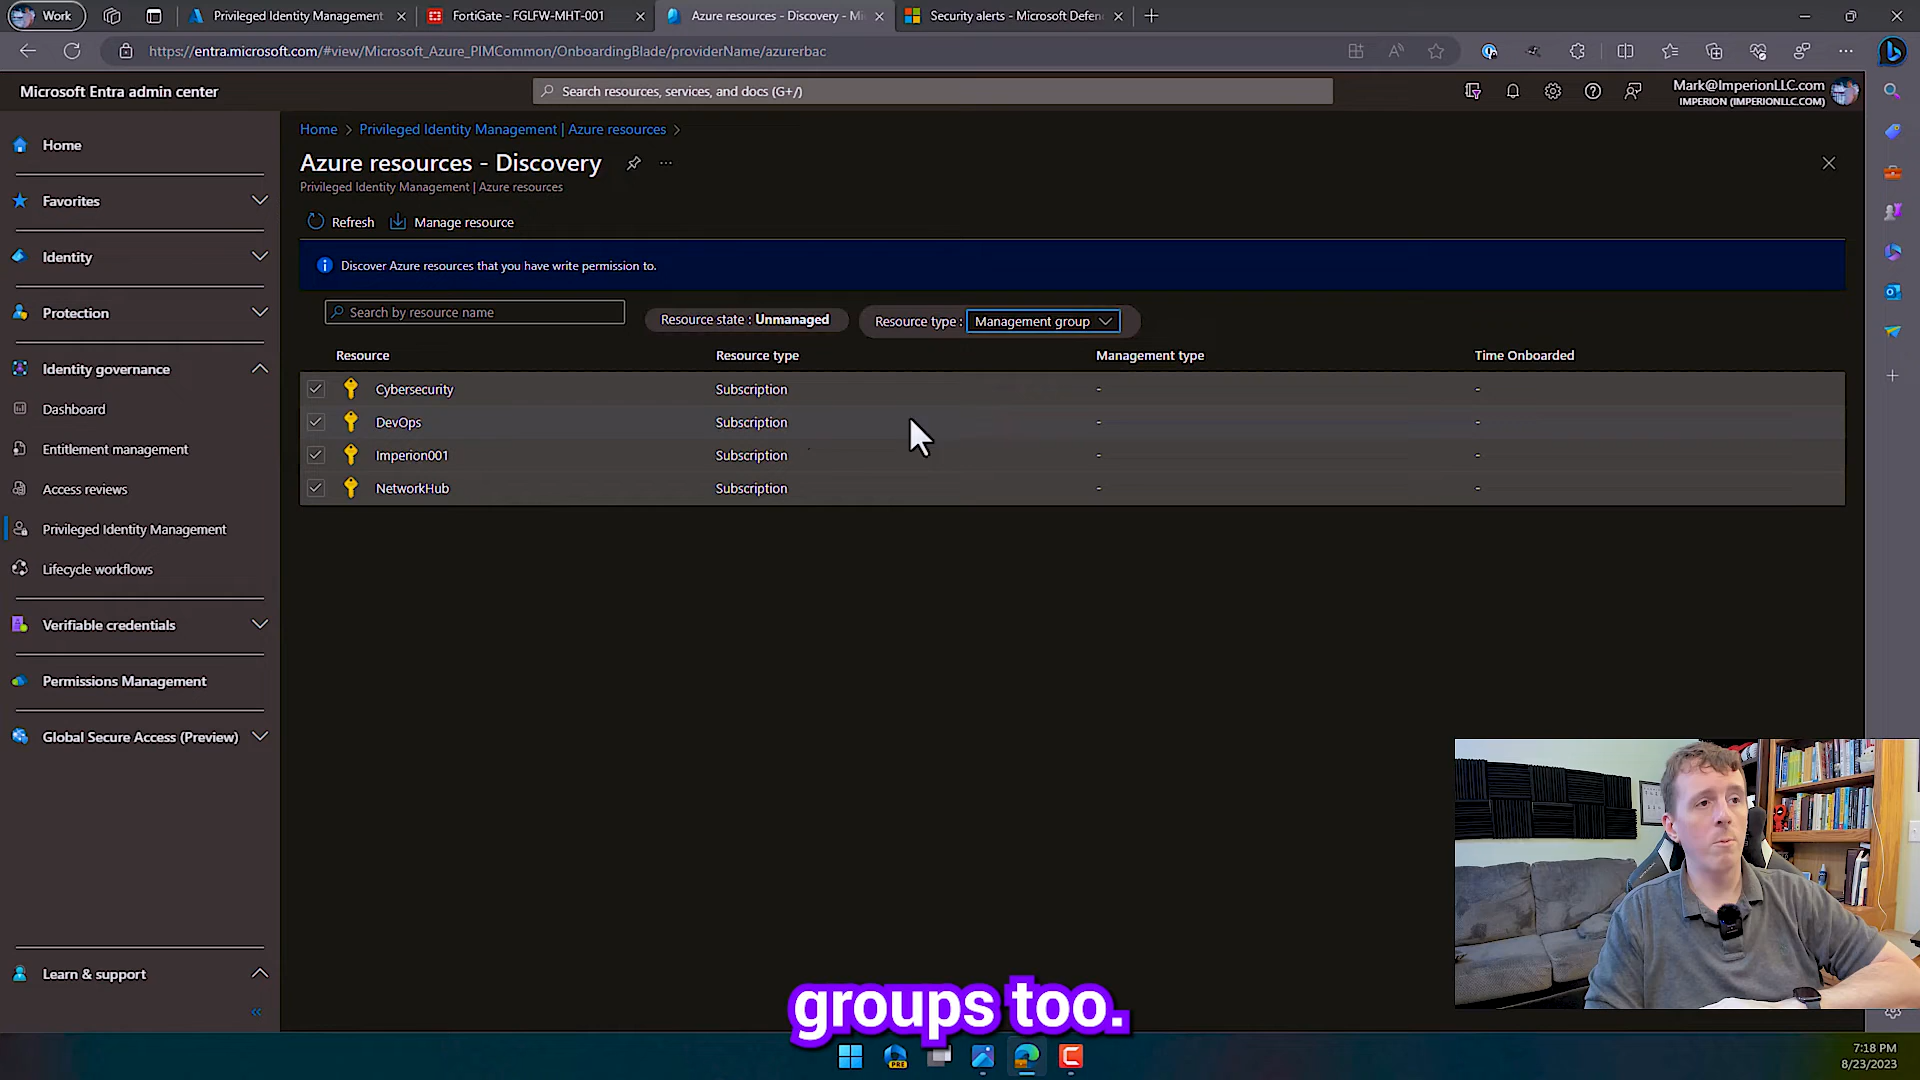 Work
Privileged Identity Management
FortiGate - FGLFW-MHT-001
Azure resources - Discovery - Mi
Security alerts - Microsoft Defen
https://entra.microsoft.com/#view/Microsoft_Azure_PIMCommon/OnboardingBlade/providerName/azurerbac
Microsoft Entra admin center
Search resources, services, and docs (G+/)
Mark@ImperionLLC.com
IMPERION (IMPERIONLLC.COM)
Home
Favorites
Identity
Protection
Identity governance
Dashboard
Entitlement management
Access reviews
Privileged Identity Management
Lifecycle workflows
Verifiable credentials
Permissions Management
Global Secure Access (Preview)
Learn & support
Home > Privileged Identity Management | Azure resources >
Azure resources - Discovery
Privileged Identity Management | Azure resources
Refresh Manage resource
Discover Azure resources that you have write permission to.
Search by resource name
Resource state : Unmanaged
Resource type : Management group
Resource Resource type Management type Time Onboarded
Cybersecurity Subscription - -
DevOps Subscription - -
Imperion001 Subscription - -
NetworkHub Subscription - -
groups too.
PRE
7:18 PM
8/23/2023